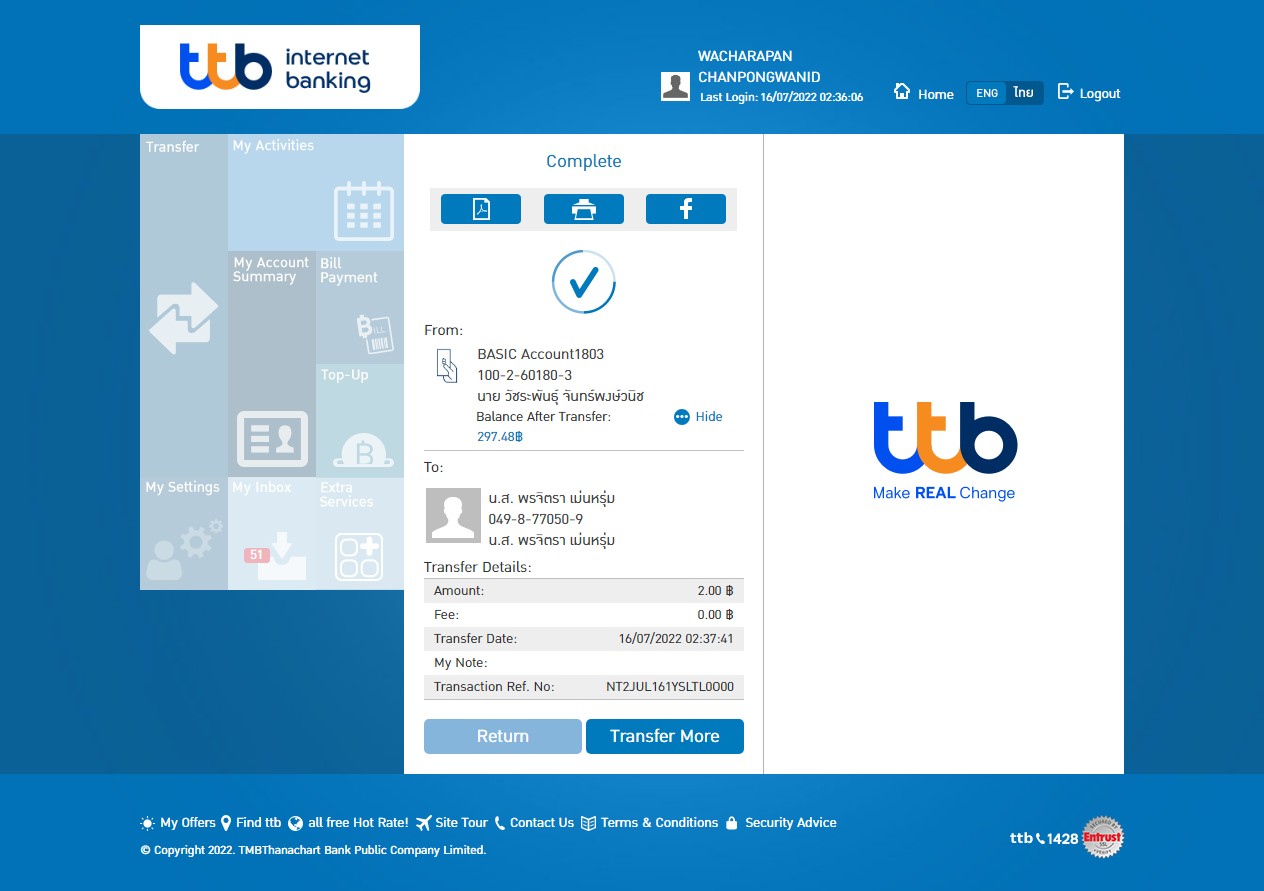 ttb internet
banking
WACHARAPAN
CHANPONGWANID
Last Login: 16/07/2022 02:36:06
Home
ENG ไทย
Logout
Transfer
My Activities
My Account
Summary
Bill
Payment
BILL
Top-Up
My Settings
My Inbox
51
Extra
Services
Complete
From:
BASIC Account1803
100-2-60180-3
นาย วัชระพันธุ์ จันทร์พงษ์วนิช
Balance After Transfer:
Hide
297.48฿
To:
น.ส. พรจิตรา เม่นหรุ่ม
049-8-77050-9
น.ส. พรจิตรา เม่นหรุ่ม
Transfer Details:
Amount: 2.00 ฿
Fee: 0.00 ฿
Transfer Date: 16/07/2022 02:37:41
My Note:
Transaction Ref. No: NT2JUL161YSLTL0O00
Return
Transfer More
ttb
Make REAL Change
My Offers Find ttb all free Hot Rate! Site Tour Contact Us Terms & Conditions Security Advice
© Copyright 2022. TMBThanachart Bank Public Company Limited.
ttb 1428
Entrust